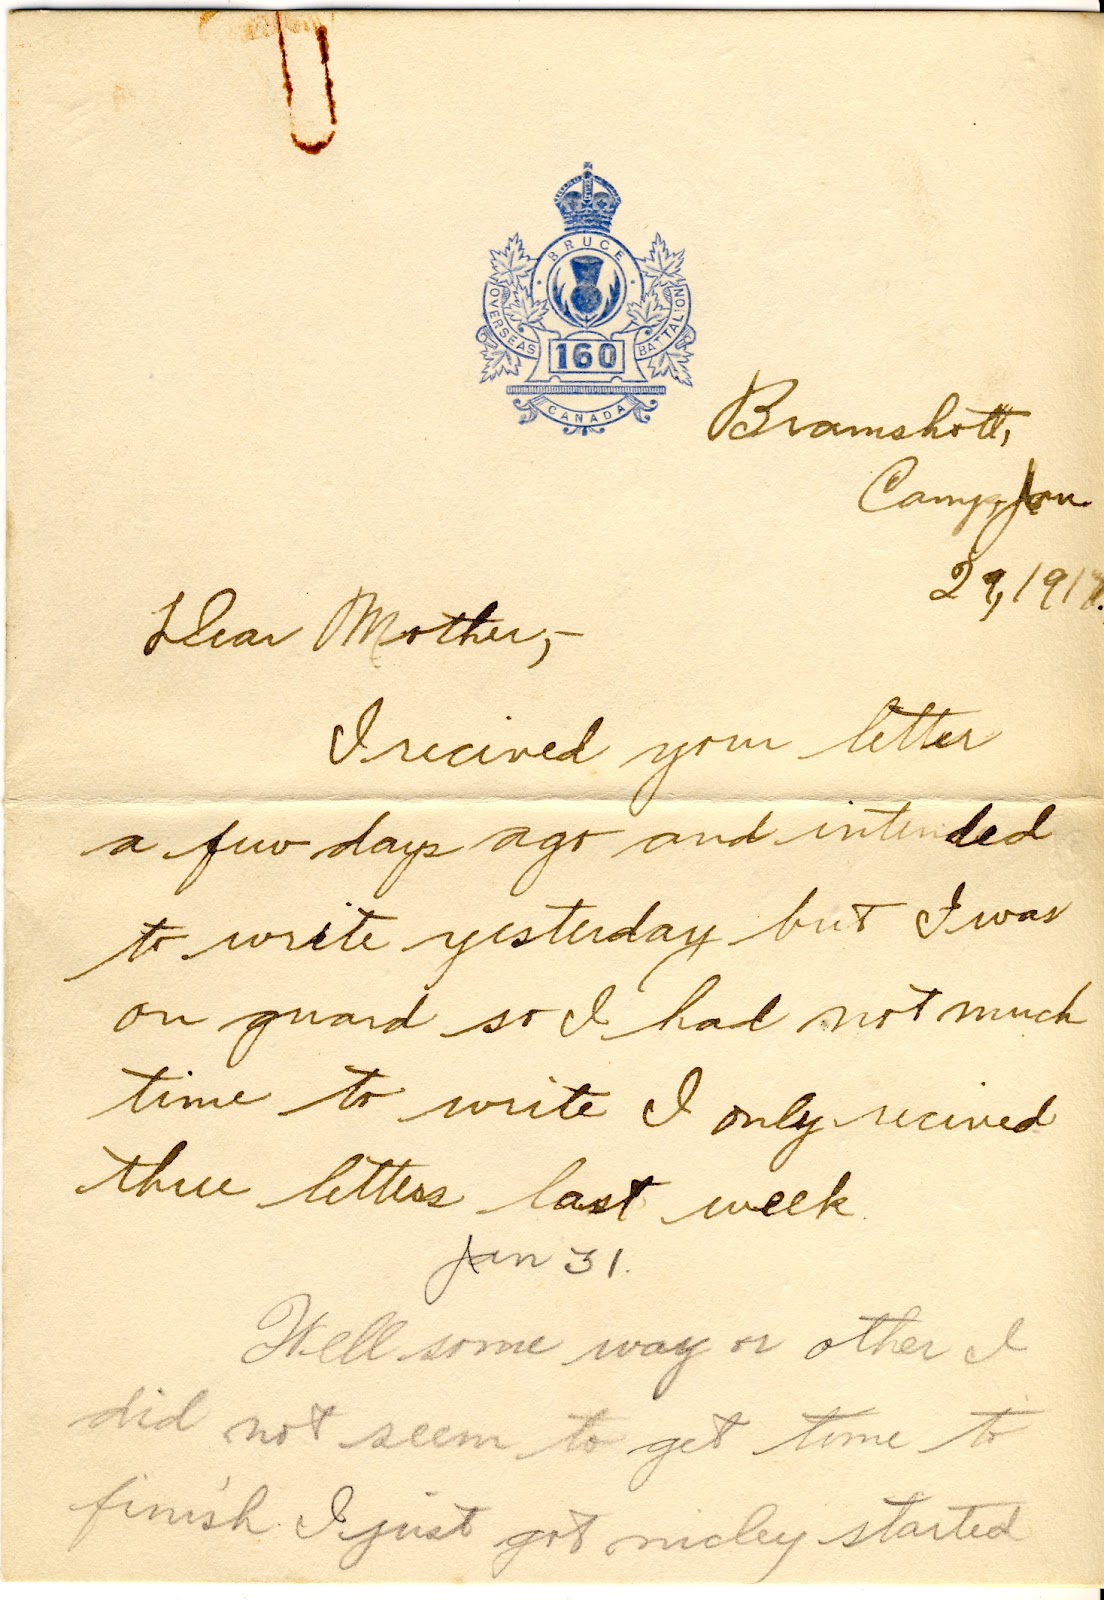 BRUCE
OVERSEAS BATTALION
160
CANADA
Bramshott,
Camp, Jan
29, 1917.
Dear Mother,-
I recived your letter
a few days ago and intended
to write yesterday but I was
on guard so I had not much
time to write I only recived
three letters last week.
Jan 31.
Well some way or other I
did not seem to get time to
finish I just got nicley started